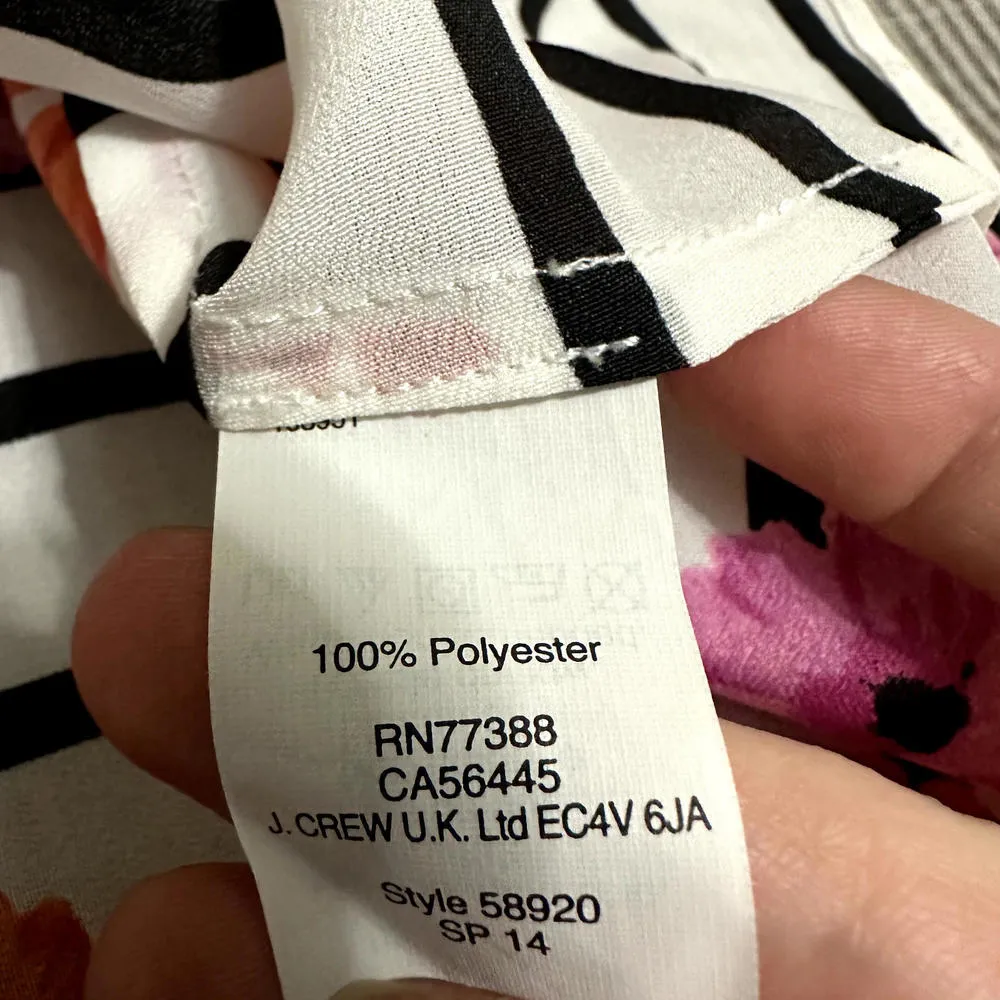 100% Polyester
RN77388
CA56445
J. CREW U.K. Ltd EC4V 6JA
Style 58920
SP 14